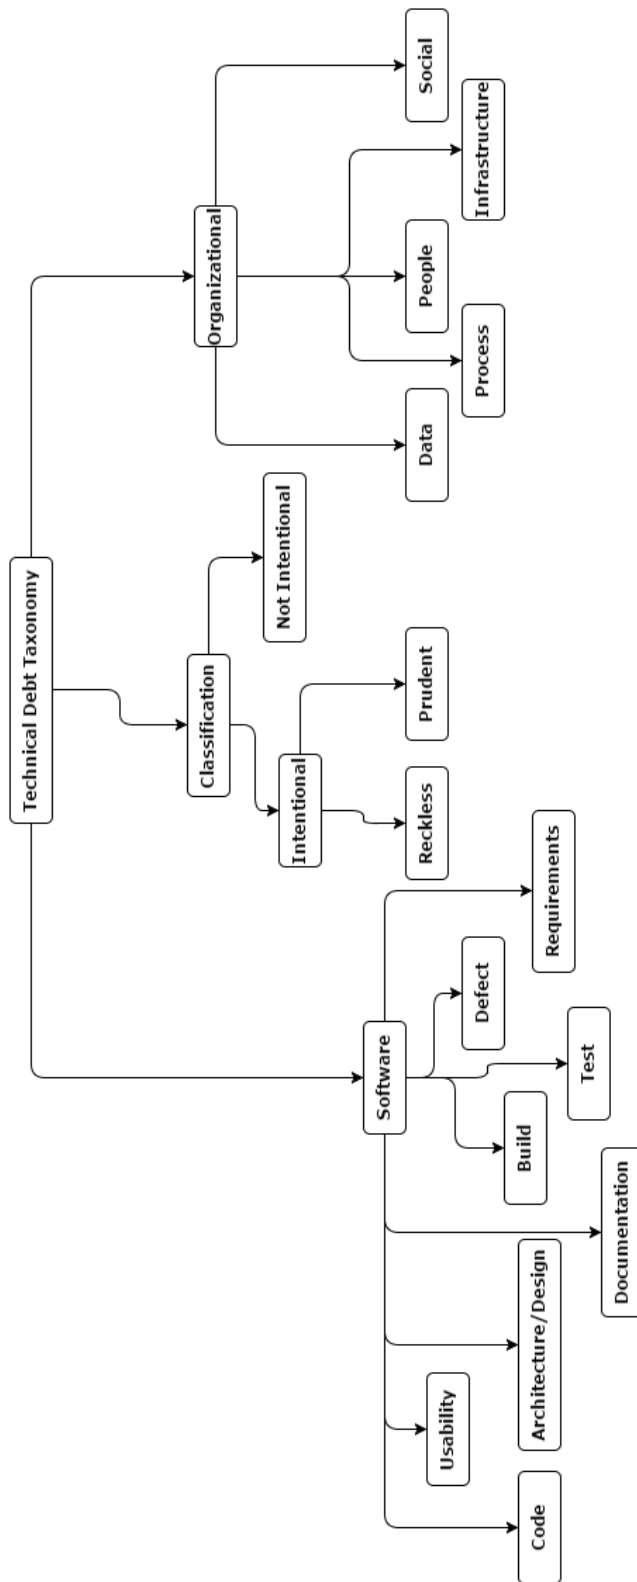 Technical Debt Taxonomy
Organizational
Classification
Software
Social
Infrastructure
People
Process
Data
Not Intentional
Intentional
Prudent
Reckless
Requirements
Defect
Test
Build
Documentation
Architecture/Design
Usability
Code